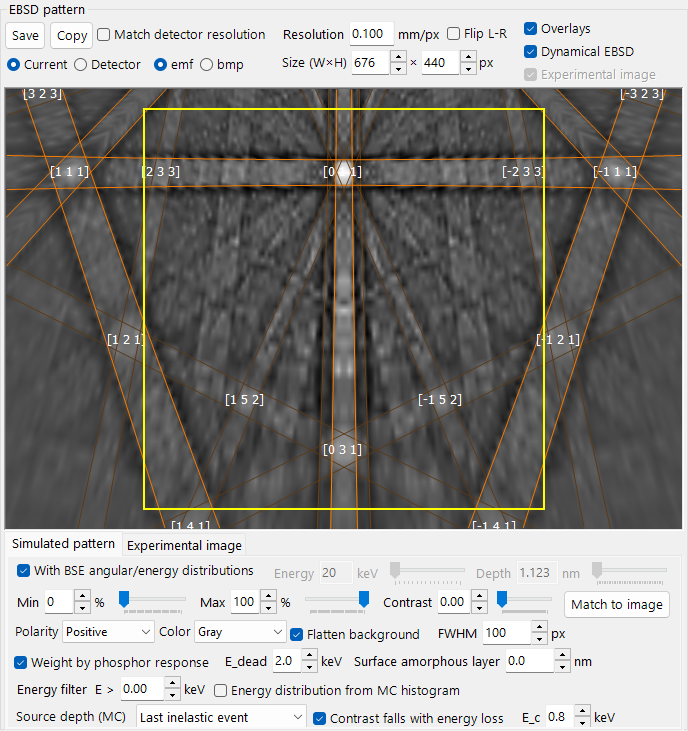 EBSD pattern
Save Copy Match detector resolution Resolution 0.100 mm/px Flip L-R Overlays
Current Detector emf bmp Size (W×H) 676 × 440 px Dynamical EBSD
Experimental image
[3 2 3] [-3 2 3]
[1 1 1] [2 3 3] [0 1] [-2 3 3] [-1 1 1]
[1 2 1] [-1 2 1]
[1 5 2] [-1 5 2]
[0 3 1]
[1 4 1] [-1 4 1]
Simulated pattern Experimental image
With BSE angular/energy distributions Energy 20 keV Depth 1.123 nm
Min 0 % Max 100 % Contrast 0.00 Match to image
Polarity Positive Color Gray Flatten background FWHM 100 px
Weight by phosphor response E_dead 2.0 keV Surface amorphous layer 0.0 nm
Energy filter E > 0.00 keV Energy distribution from MC histogram
Source depth (MC) Last inelastic event Contrast falls with energy loss E_c 0.8 keV